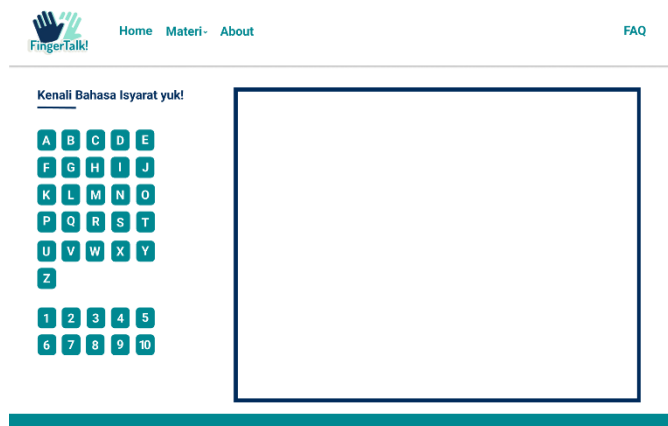 FingerTalk!
Home Materi About FAQ
Kenali Bahasa Isyarat yuk!
A B C D E
F G H I J
K L M N O
P Q R S T
U V W X Y
Z
1 2 3 4 5
6 7 8 9 10